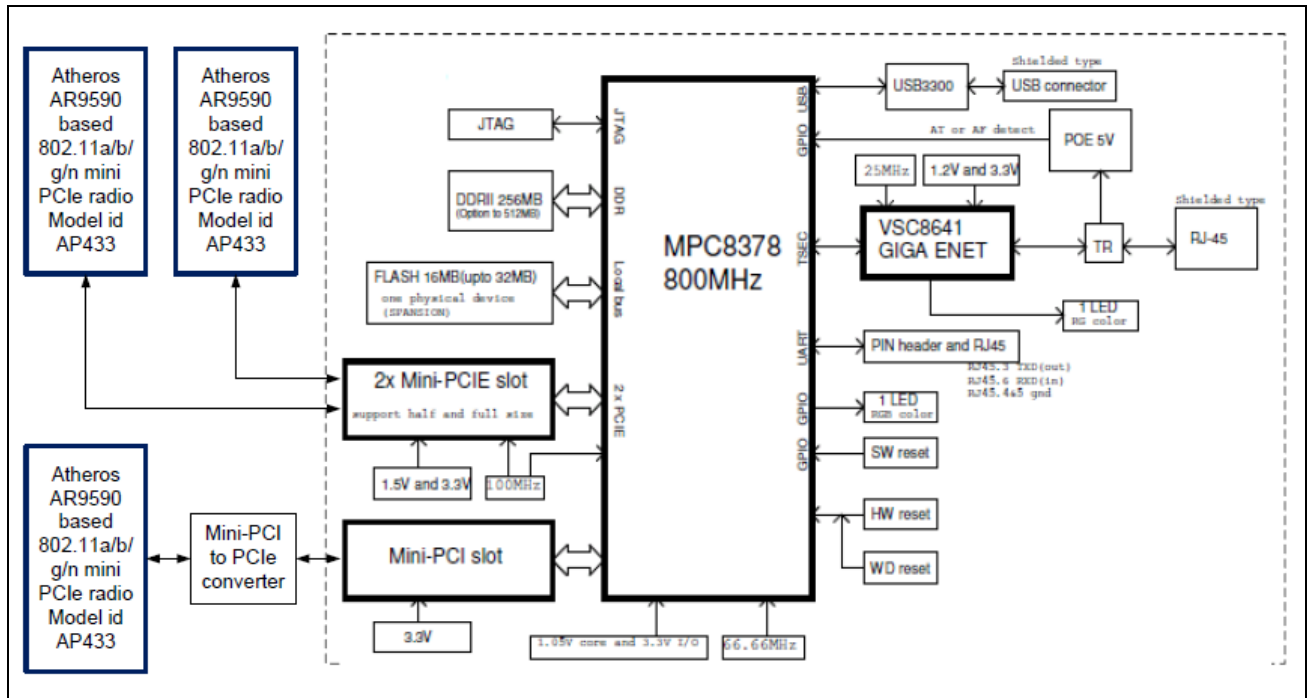 Atheros
AR9590
based
802.11a/b/
g/n mini
PCIe radio
Model id
AP433
Atheros
AR9590
based
802.11a/b/
g/n mini
PCIe radio
Model id
AP433
JTAG
DDRII 256MB
(Option to 512MB)
FLASH 16MB(upto 32MB)
one physical device
(SPANSION)
2x Mini-PCIE slot
support half and full size
1.5V and 3.3V
100MHz
Atheros
AR9590
based
802.11a/b/
g/n mini
PCIe radio
Model id
AP433
Mini-PCI
to PCIe
converter
Mini-PCI slot
3.3V
JTAG
DDR
Local bus
2 x PCIE
MPC8378
800MHz
1.05V core and 3.3V I/O
66.66MHz
USB
GPIO
TSEC
UART
GPIO
GPIO
USB3300
Shielded type
USB connector
AT or AF detect
POE 5V
25MHz
1.2V and 3.3V
VSC8641
GIGA ENET
TR
Shielded type
RJ-45
1 LED
RG color
PIN header and RJ45
RJ45.3 TXD(out)
RJ45.6 RXD(in)
RJ45.4&5 gnd
1 LED
RGB color
SW reset
HW reset
WD reset